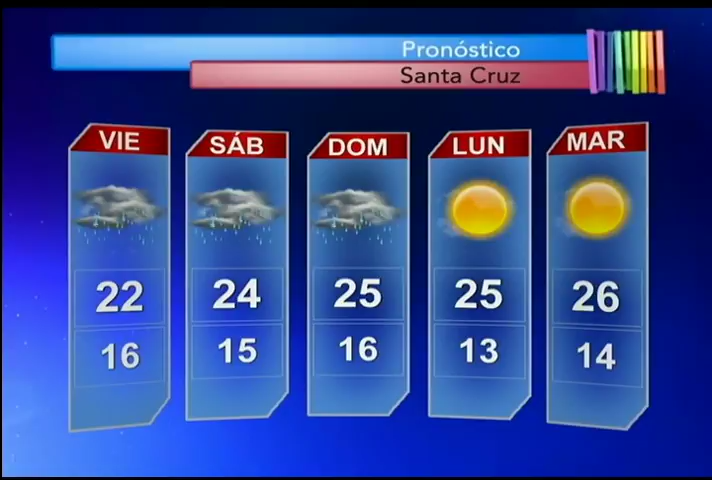 Pronóstico
Santa Cruz
VIE SÁB DOM LUN MAR
22 24 25 25 26
16 15 16 13 14